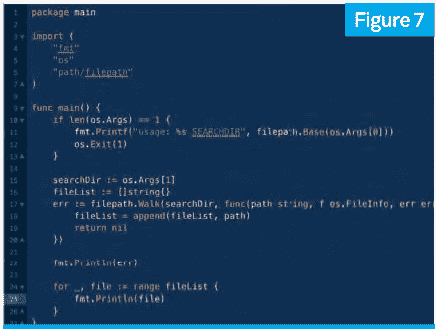 Figure 7
1 package main
2
3 import (
4 "fmt"
5 "os"
6 "path/filepath"
7 )
8
9 func main() {
10 if len(os.Args) == 1 {
11 fmt.Printf("usage: %s SEARCHDIR", filepath.Base(os.Args[0]))
12 os.Exit(1)
13 }
14
15 searchDir := os.Args[1]
16 fileList := []string{}
17 err := filepath.Walk(searchDir, func(path string, f os.FileInfo, err er
18 fileList = append(fileList, path)
19 return nil
20 })
21
22 fmt.Println(err)
23
24 for _, file := range fileList {
25 fmt.Println(file)
26 }
27 }